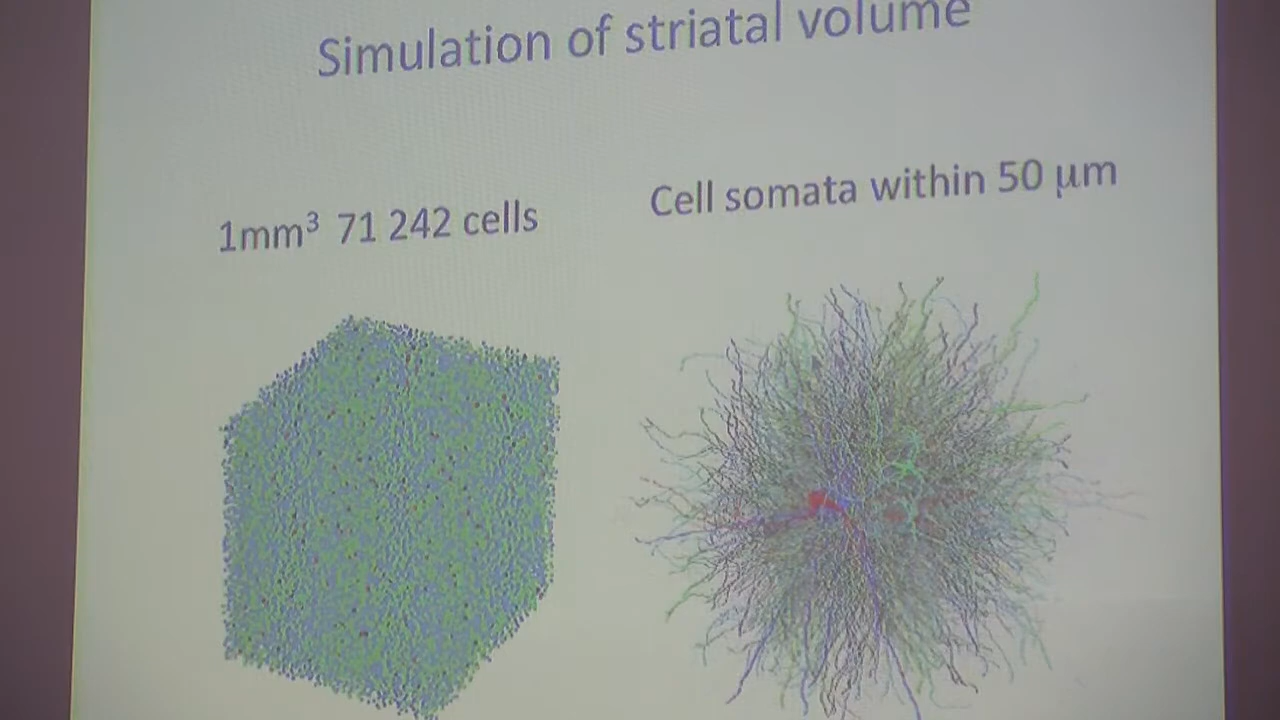 Simulation of striatal volume
1mm³ 71 242 cells
Cell somata within 50 μm